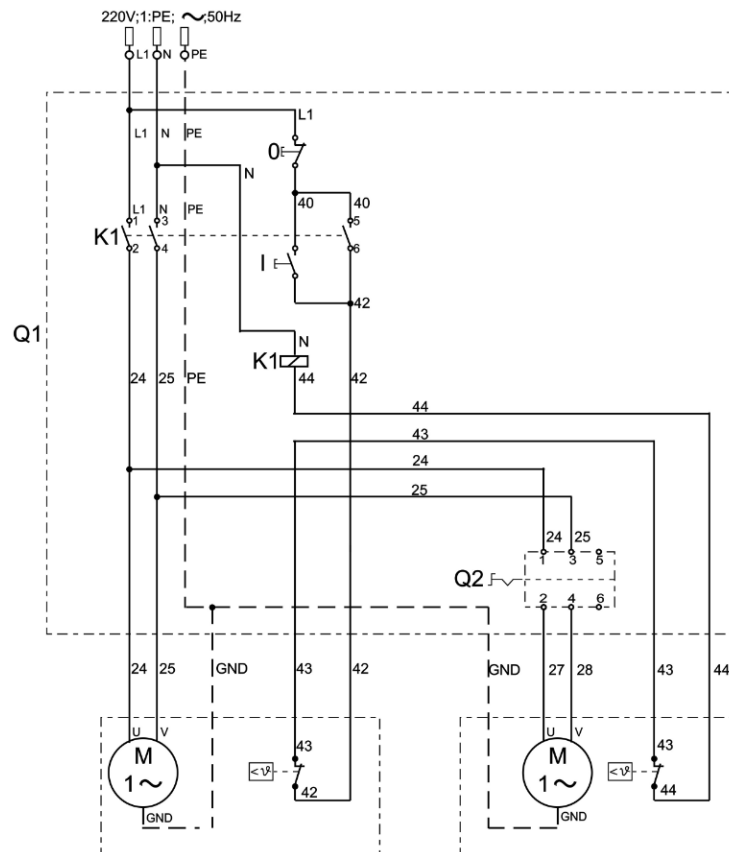 220V;1:PE; ～;50Hz
L1 N PE
L1
L1 N PE
0
N
L1 N PE 40 40
1 3 5
K1
2 4 6
I
42
Q1
N
K1
24 25 PE 44 42
44
43
24
25
24 25
1 3 5
Q2
2 4 6
24 25 GND 43 42 GND 27 28 43 44
U V U V
M 43 M 43
1～ <ϑ 1～ <ϑ
42 44
GND GND